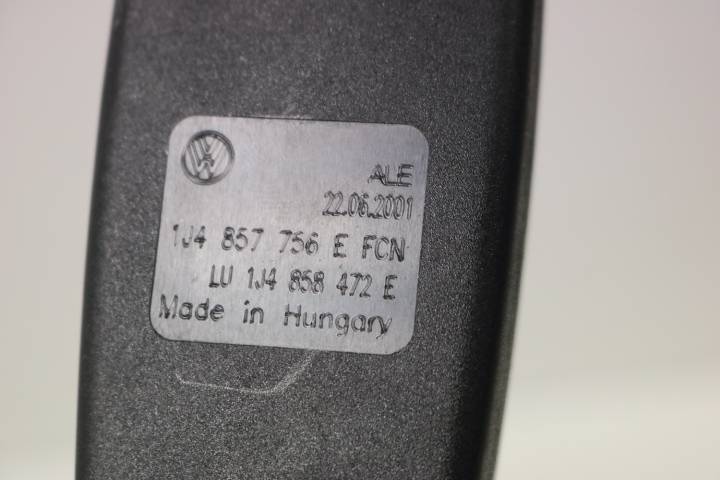 ALE
22.06.2001
1J4 857 756 E FCN
LU 1J4 858 472 E
Made in Hungary